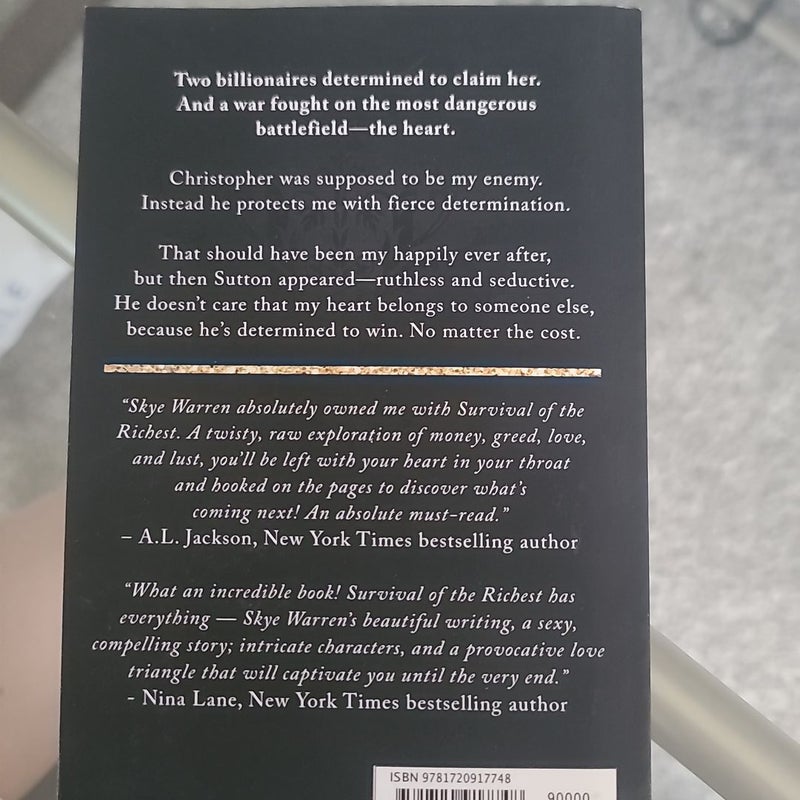 Two billionaires determined to claim her.
And a war fought on the most dangerous
battlefield—the heart.
Christopher was supposed to be my enemy.
Instead he protects me with fierce determination.
That should have been my happily ever after,
but then Sutton appeared—ruthless and seductive.
He doesn't care that my heart belongs to someone else,
because he's determined to win. No matter the cost.
“Skye Warren absolutely owned me with Survival of the
Richest. A twisty, raw exploration of money, greed, love,
and lust, you'll be left with your heart in your throat
and hooked on the pages to discover what's
coming next! An absolute must-read.”
– A.L. Jackson, New York Times bestselling author
“What an incredible book! Survival of the Richest has
everything — Skye Warren's beautiful writing, a sexy,
compelling story; intricate characters, and a provocative love
triangle that will captivate you until the very end.”
- Nina Lane, New York Times bestselling author
ISBN 9781720917748
90000